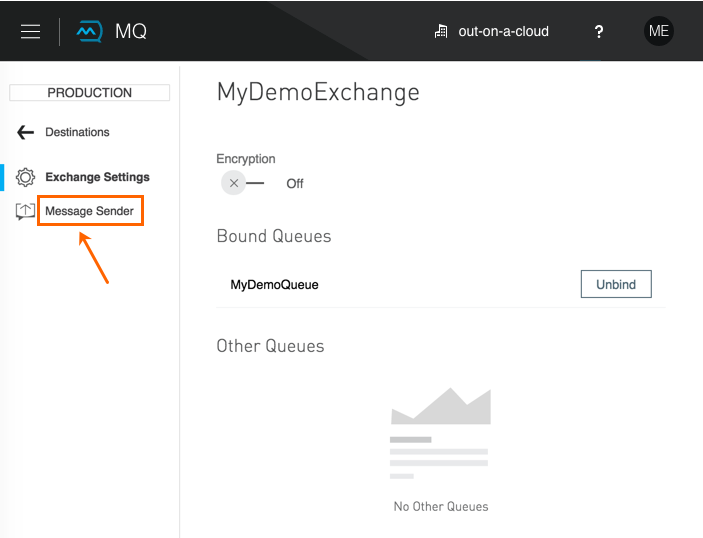 MQ
out-on-a-cloud
?
ME
PRODUCTION
Destinations
Exchange Settings
Message Sender
MyDemoExchange
Encryption
Off
Bound Queues
MyDemoQueue
Unbind
Other Queues
No Other Queues